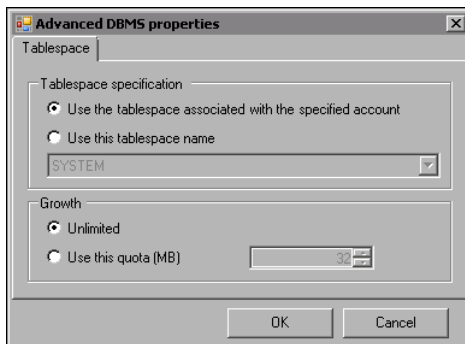 Advanced DBMS properties
Tablespace
Tablespace specification
Use the tablespace associated with the specified account
Use this tablespace name
SYSTEM
Growth
Unlimited
Use this quota (MB)
32
OK
Cancel